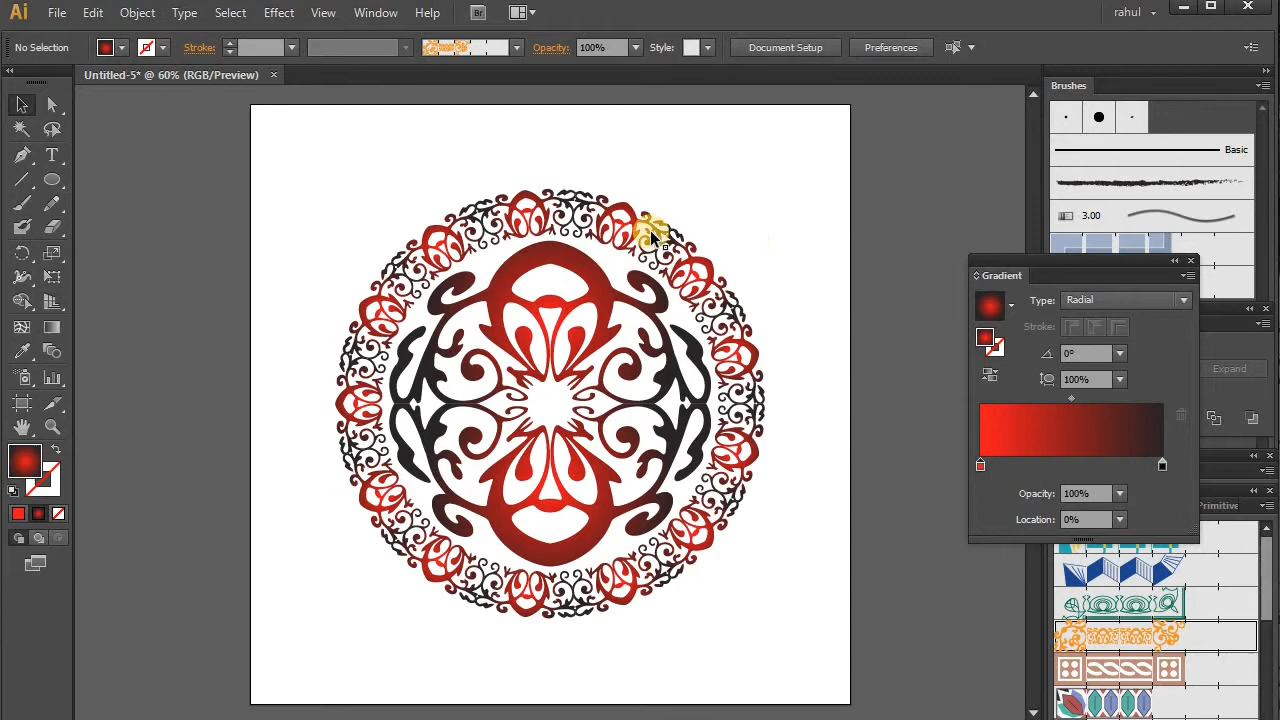 Ai File Edit Object Type Select Effect View Window Help Br rahul
No Selection Stroke: Opacity: 100% Style: Document Setup Preferences
Untitled-5* @ 60% (RGB/Preview) ×
Brushes
Basic
3.00
Gradient
Type: Radial
Stroke:
0°
Expand
100%
Opacity: 100%
Primitive
Location: 0%
T